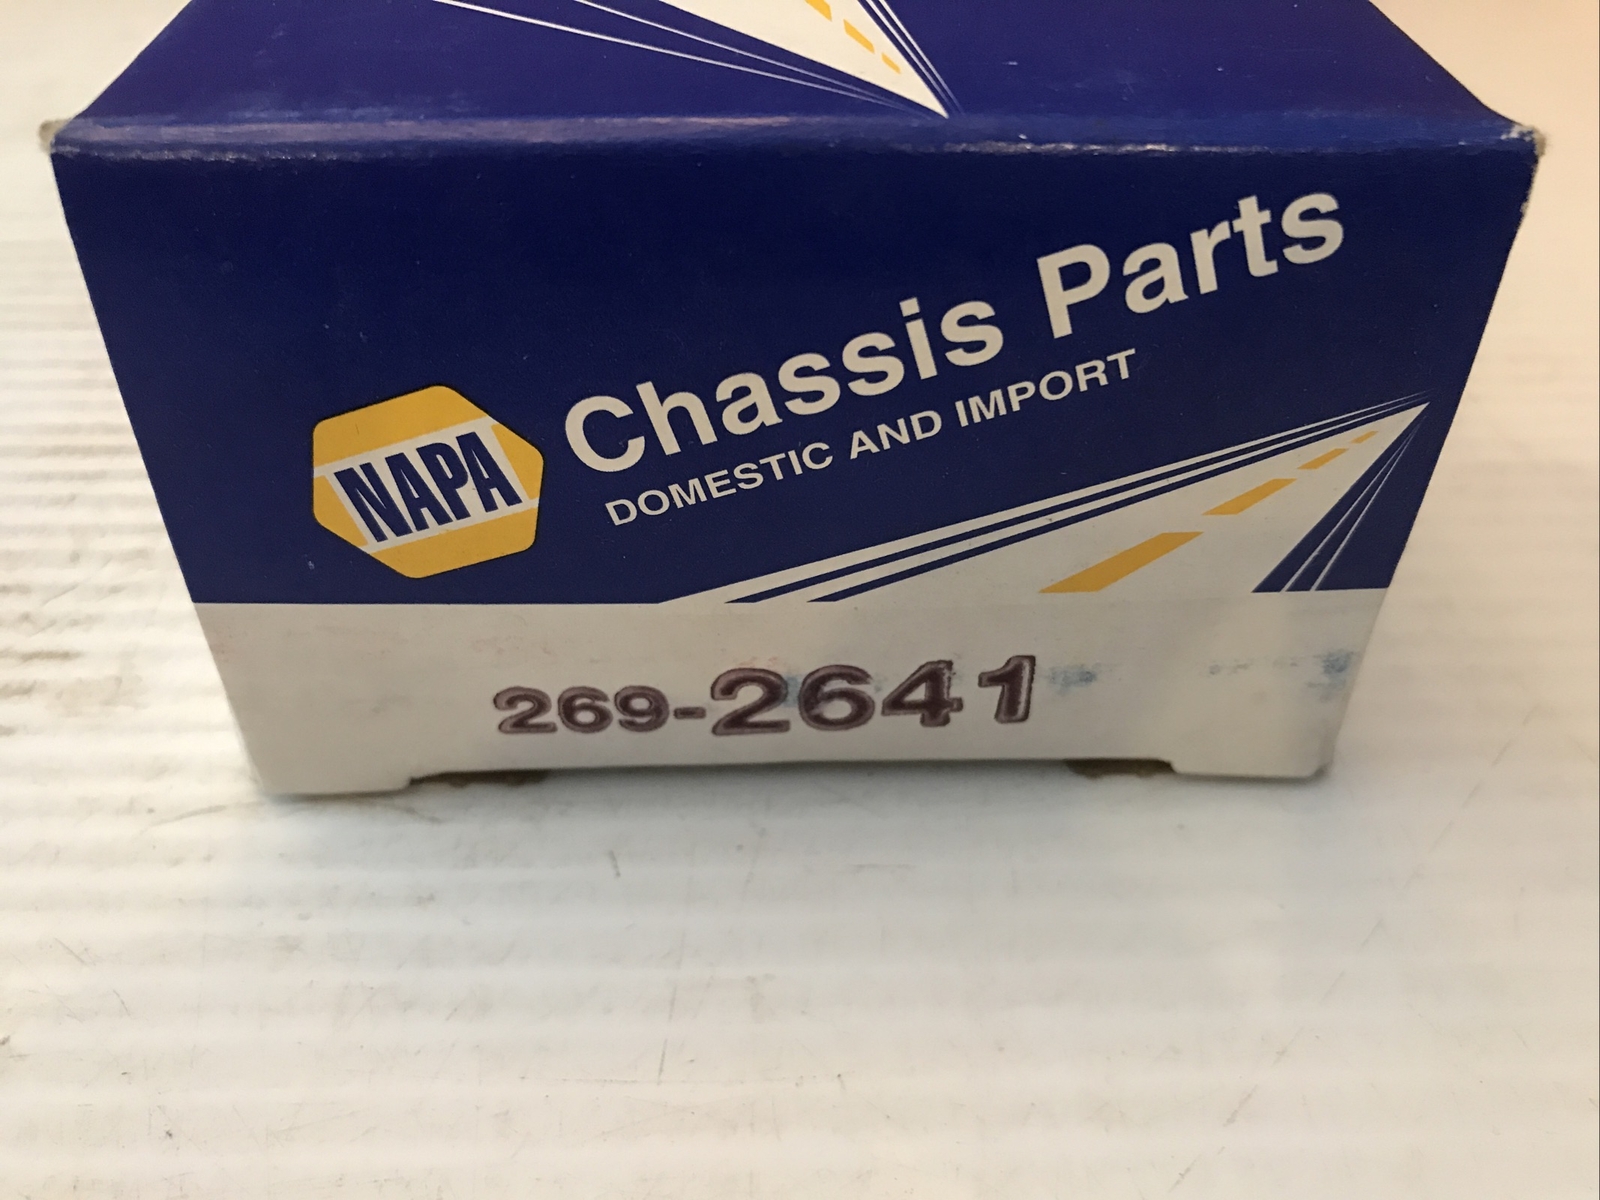 NAPA
Chassis Parts
DOMESTIC AND IMPORT
269-2641